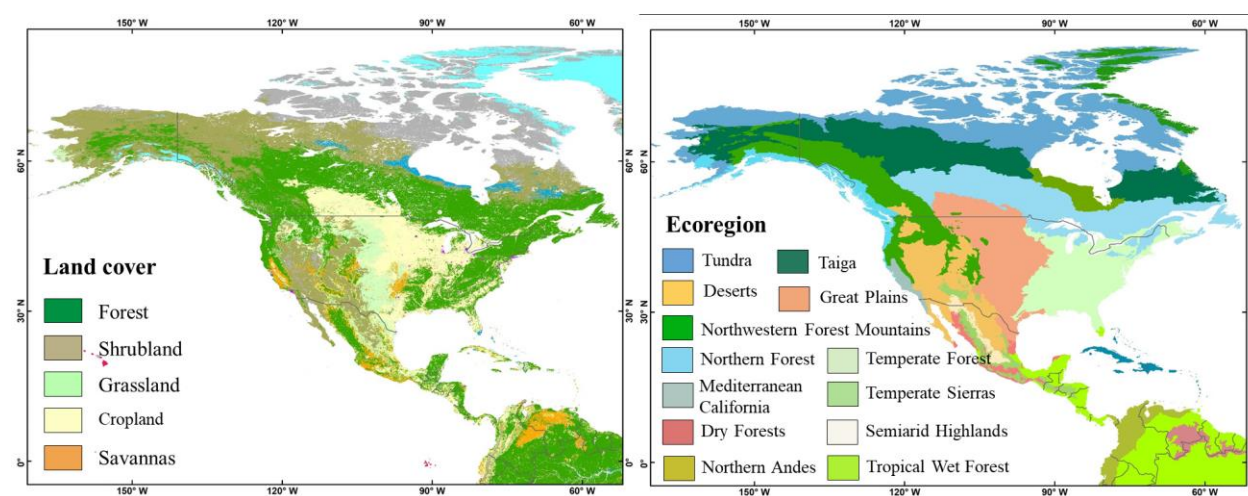 150° W 120° W 90° W 60° W
60° N
30° N
0°
Land cover
Forest
Shrubland
Grassland
Cropland
Savannas
150° W 120° W 90° W 60° W
150° W 120° W 90° W 60° W
60° N
30° N
0°
Ecoregion
Tundra Taiga
Deserts Great Plains
Northwestern Forest Mountains
Northern Forest Temperate Forest
Mediterranean
California
Temperate Sierras
Dry Forests Semiarid Highlands
Northern Andes Tropical Wet Forest
150° W 120° W 90° W 60° W